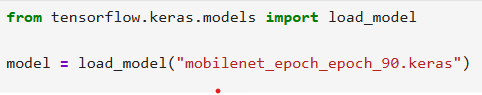 from tensorflow.keras.models import load_model
model = load_model("mobilenet_epoch_epoch_90.keras")